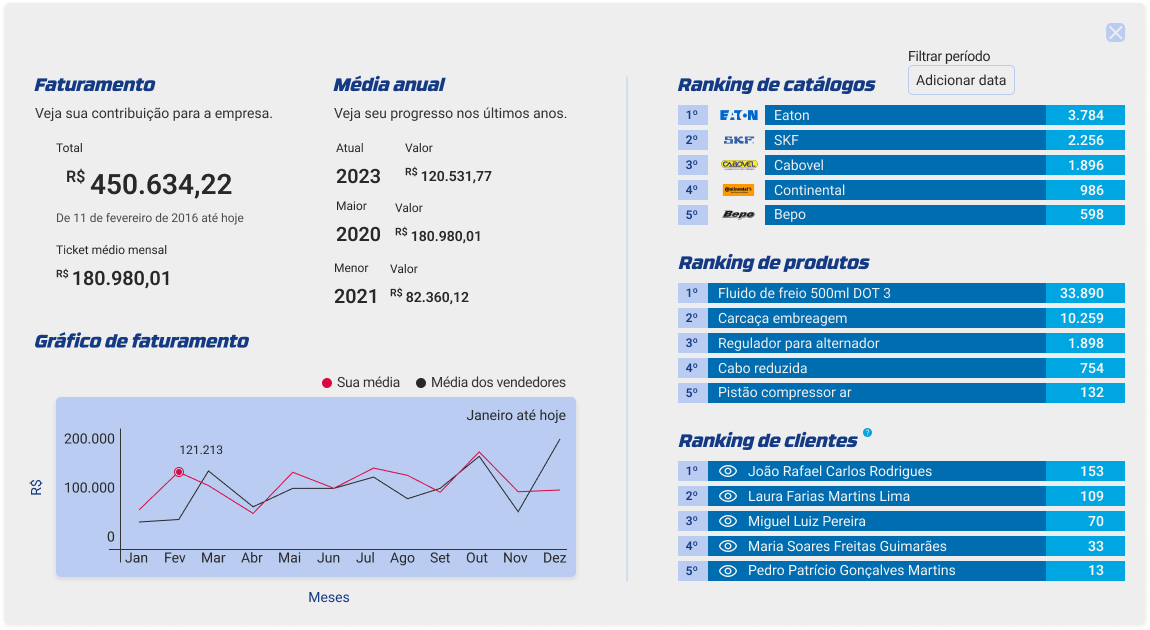 Faturamento
Veja sua contribuição para a empresa.
Total
R$ 450.634,22
De 11 de fevereiro de 2016 até hoje
Ticket médio mensal
R$ 180.980,01
Média anual
Veja seu progresso nos últimos anos.
Atual Valor
2023 R$ 120.531,77
Maior Valor
2020 R$ 180.980,01
Menor Valor
2021 R$ 82.360,12
Gráfico de faturamento
Sua média Média dos vendedores
Janeiro até hoje
200.000
121.213
100.000
0
R$
Jan Fev Mar Abr Mai Jun Jul Ago Set Out Nov Dez
Meses
Filtrar período
Adicionar data
Ranking de catálogos
1º EATON Eaton 3.784
2º SKF SKF 2.256
3º CABOVEL Cabovel 1.896
4º Continental Continental 986
5º Bepo Bepo 598
Ranking de produtos
1º Fluido de freio 500ml DOT 3 33.890
2º Carcaça embreagem 10.259
3º Regulador para alternador 1.898
4º Cabo reduzida 754
5º Pistão compressor ar 132
Ranking de clientes ?
1º João Rafael Carlos Rodrigues 153
2º Laura Farias Martins Lima 109
3º Miguel Luiz Pereira 70
4º Maria Soares Freitas Guimarães 33
5º Pedro Patrício Gonçalves Martins 13